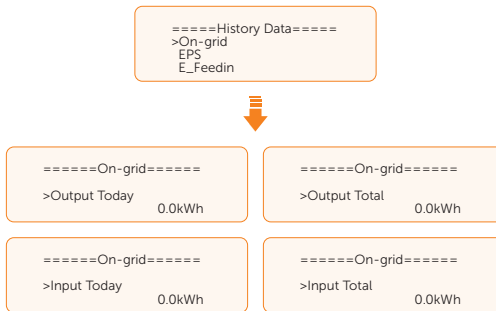 =====History Data=====
>On-grid
EPS
E_Feedin
======On-grid======
>Output Today
0.0kWh
======On-grid======
>Output Total
0.0kWh
======On-grid======
>Input Today
0.0kWh
======On-grid======
>Input Total
0.0kWh